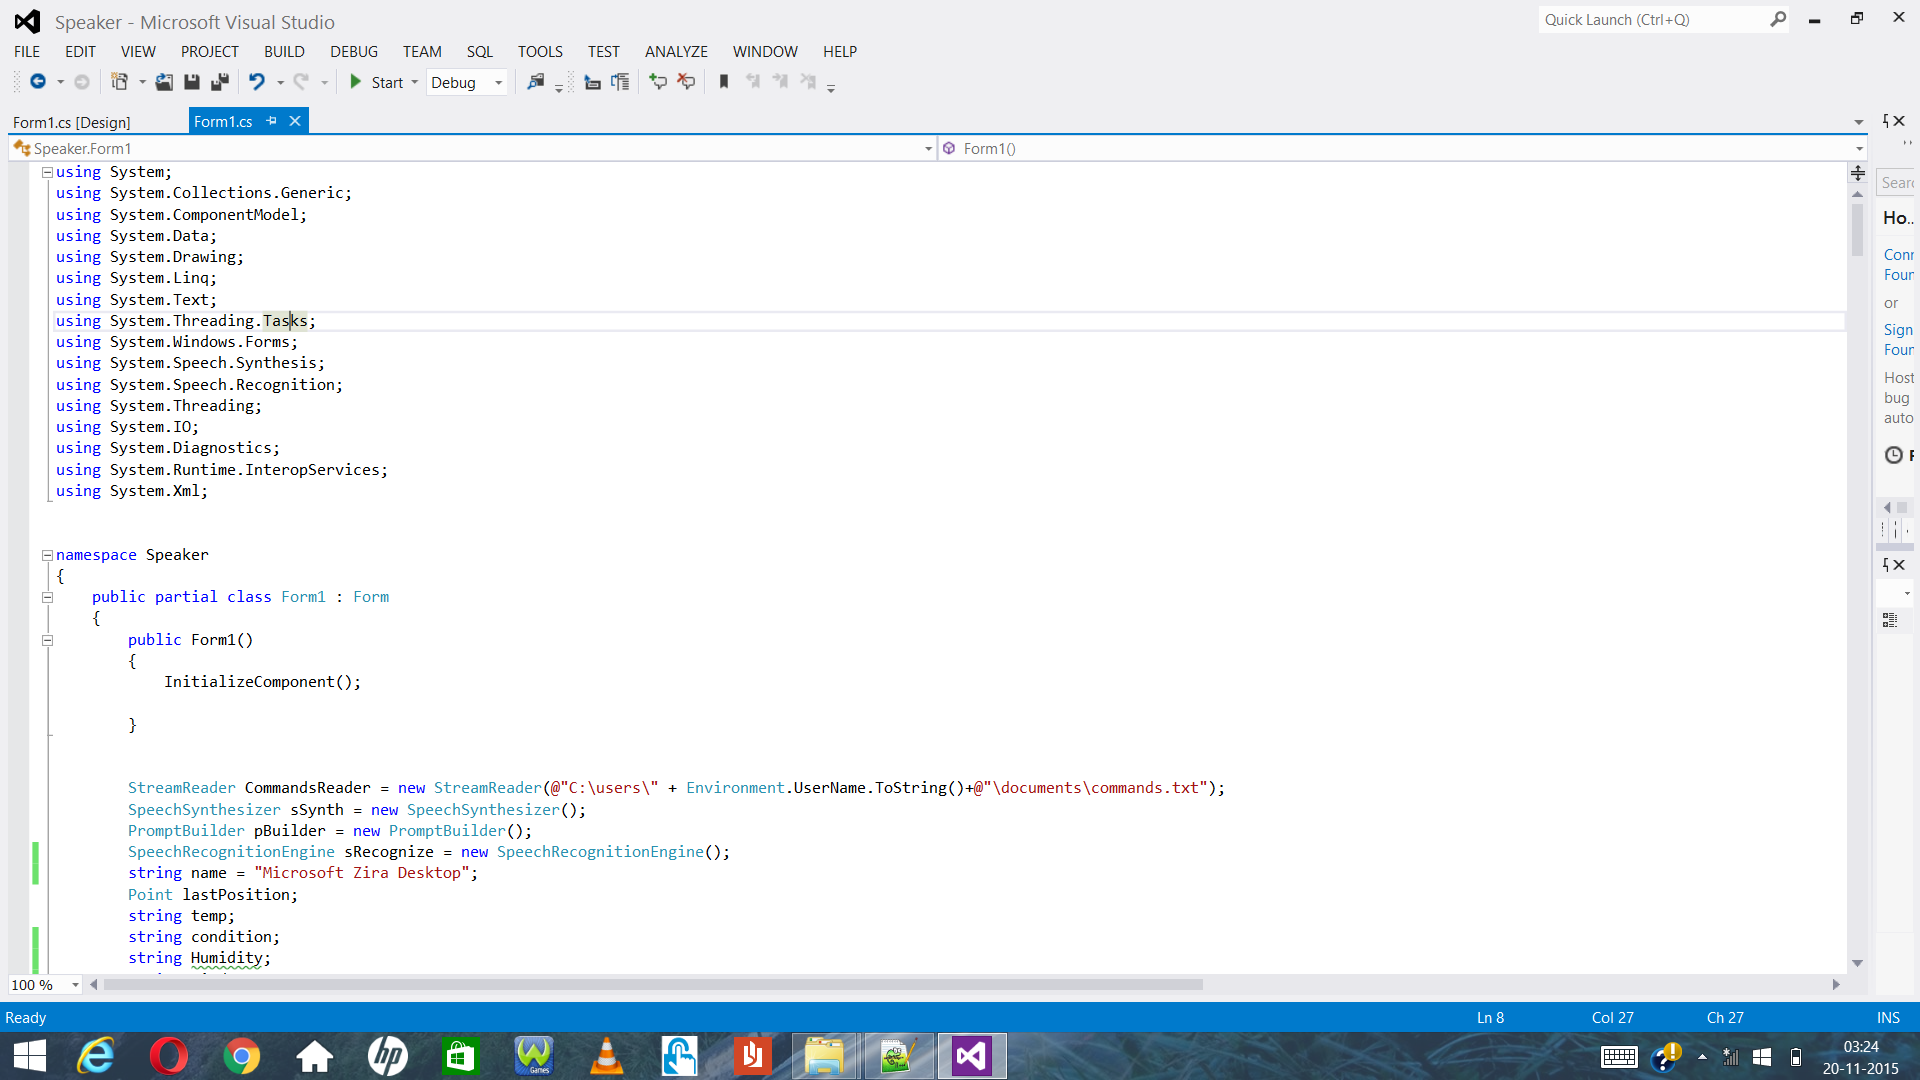 Speaker - Microsoft Visual Studio
Quick Launch (Ctrl+Q)
FILE EDIT VIEW PROJECT BUILD DEBUG TEAM SQL TOOLS TEST ANALYZE WINDOW HELP
Start Debug
Form1.cs [Design] Form1.cs
Speaker.Form1 Form1()
using System;
using System.Collections.Generic;
using System.ComponentModel;
using System.Data;
using System.Drawing;
using System.Linq;
using System.Text;
using System.Threading.Tasks;
using System.Windows.Forms;
using System.Speech.Synthesis;
using System.Speech.Recognition;
using System.Threading;
using System.IO;
using System.Diagnostics;
using System.Runtime.InteropServices;
using System.Xml;
namespace Speaker
{
public partial class Form1 : Form
{
public Form1()
{
InitializeComponent();
}
StreamReader CommandsReader = new StreamReader(@"C:\users\" + Environment.UserName.ToString()+@"\documents\commands.txt");
SpeechSynthesizer sSynth = new SpeechSynthesizer();
PromptBuilder pBuilder = new PromptBuilder();
SpeechRecognitionEngine sRecognize = new SpeechRecognitionEngine();
string name = "Microsoft Zira Desktop";
Point lastPosition;
string temp;
string condition;
string Humidity;
Sear
Ho..
Conn
Foun
or
Sign
Foun
Host
bug
auto
100 %
Ready Ln 8 Col 27 Ch 27 INS
hp
Games
03:24
20-11-2015